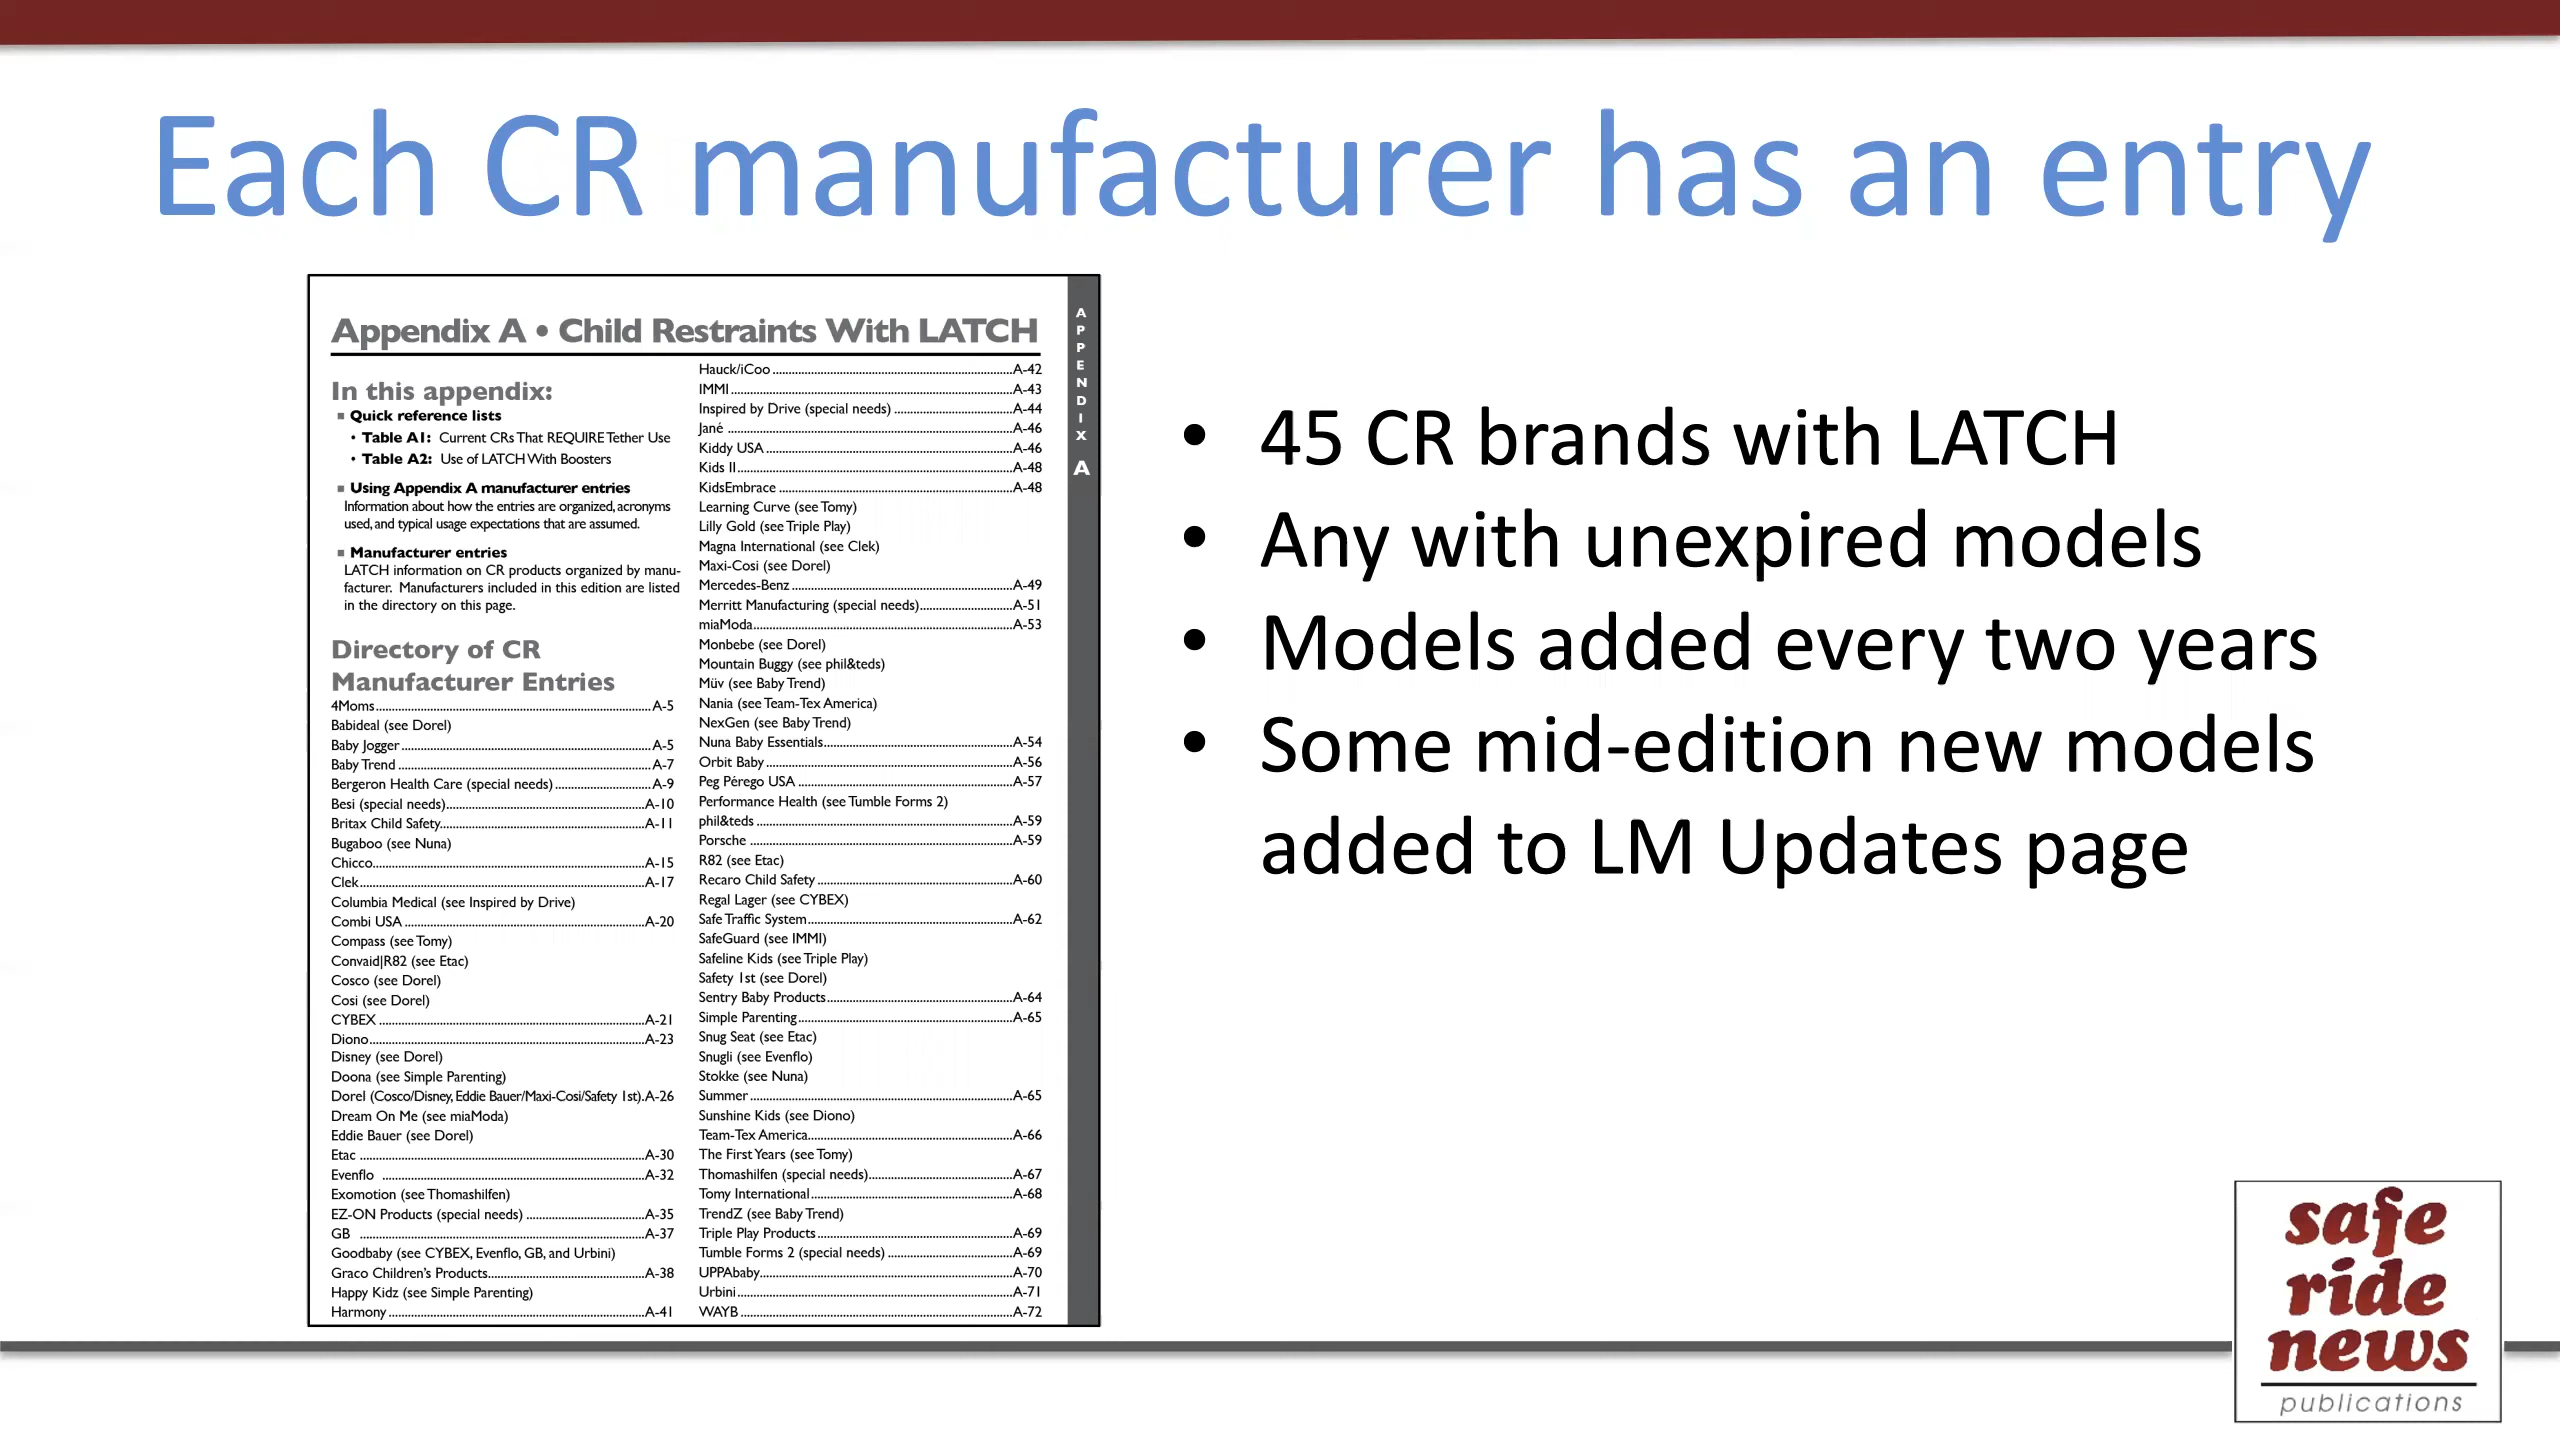 Each CR manufacturer has an entry
Appendix A • Child Restraints With LATCH
In this appendix:
■ Quick reference lists
• Table A1: Current CRs That REQUIRE Tether Use
• Table A2: Use of LATCH With Boosters
■ Using Appendix A manufacturer entries
Information about how the entries are organized, acronyms
used, and typical usage expectations that are assumed.
■ Manufacturer entries
LATCH information on CR products organized by manu-
facturer. Manufacturers included in this edition are listed
in the directory on this page.
Directory of CR
Manufacturer Entries
4Moms A-5
Babideal (see Dorel)
Baby Jogger A-5
Baby Trend A-7
Bergeron Health Care (special needs) A-9
Besi (special needs) A-10
Britax Child Safety A-11
Bugaboo (see Nuna)
Chicco A-15
Clek A-17
Columbia Medical (see Inspired by Drive)
Combi USA A-20
Compass (see Tomy)
Convaid|R82 (see Etac)
Cosco (see Dorel)
Cosi (see Dorel)
CYBEX A-21
Diono A-23
Disney (see Dorel)
Doona (see Simple Parenting)
Dorel (Cosco/Disney, Eddie Bauer/Maxi-Cosi/Safety 1st) A-26
Dream On Me (see miaModa)
Eddie Bauer (see Dorel)
Etac A-30
Evenflo A-32
Exomotion (see Thomashilfen)
EZ-ON Products (special needs) A-35
GB A-37
Goodbaby (see CYBEX, Evenflo, GB, and Urbini)
Graco Children's Products A-38
Happy Kidz (see Simple Parenting)
Harmony A-41
Hauck/iCoo A-42
IMMI A-43
Inspired by Drive (special needs) A-44
Jané A-46
Kiddy USA A-46
Kids II A-48
KidsEmbrace A-48
Learning Curve (see Tomy)
Lilly Gold (see Triple Play)
Magna International (see Clek)
Maxi-Cosi (see Dorel)
Mercedes-Benz A-49
Merritt Manufacturing (special needs) A-51
miaModa A-53
Monbebe (see Dorel)
Mountain Buggy (see phil&teds)
Müv (see Baby Trend)
Nania (see Team-Tex America)
NexGen (see Baby Trend)
Nuna Baby Essentials A-54
Orbit Baby A-56
Peg Pérego USA A-57
Performance Health (see Tumble Forms 2)
phil&teds A-59
Porsche A-59
R82 (see Etac)
Recaro Child Safety A-60
Regal Lager (see CYBEX)
Safe Traffic System A-62
SafeGuard (see IMMI)
Safeline Kids (see Triple Play)
Safety 1st (see Dorel)
Sentry Baby Products A-64
Simple Parenting A-65
Snug Seat (see Etac)
Snugli (see Evenflo)
Stokke (see Nuna)
Summer A-65
Sunshine Kids (see Diono)
Team-Tex America A-66
The First Years (see Tomy)
Thomashilfen (special needs) A-67
Tomy International A-68
TrendZ (see Baby Trend)
Triple Play Products A-69
Tumble Forms 2 (special needs) A-69
UPPAbaby A-70
Urbini A-71
WAYB A-72
APPENDIX A
• 45 CR brands with LATCH
• Any with unexpired models
• Models added every two years
• Some mid-edition new models
added to LM Updates page
safe
ride
news
publications